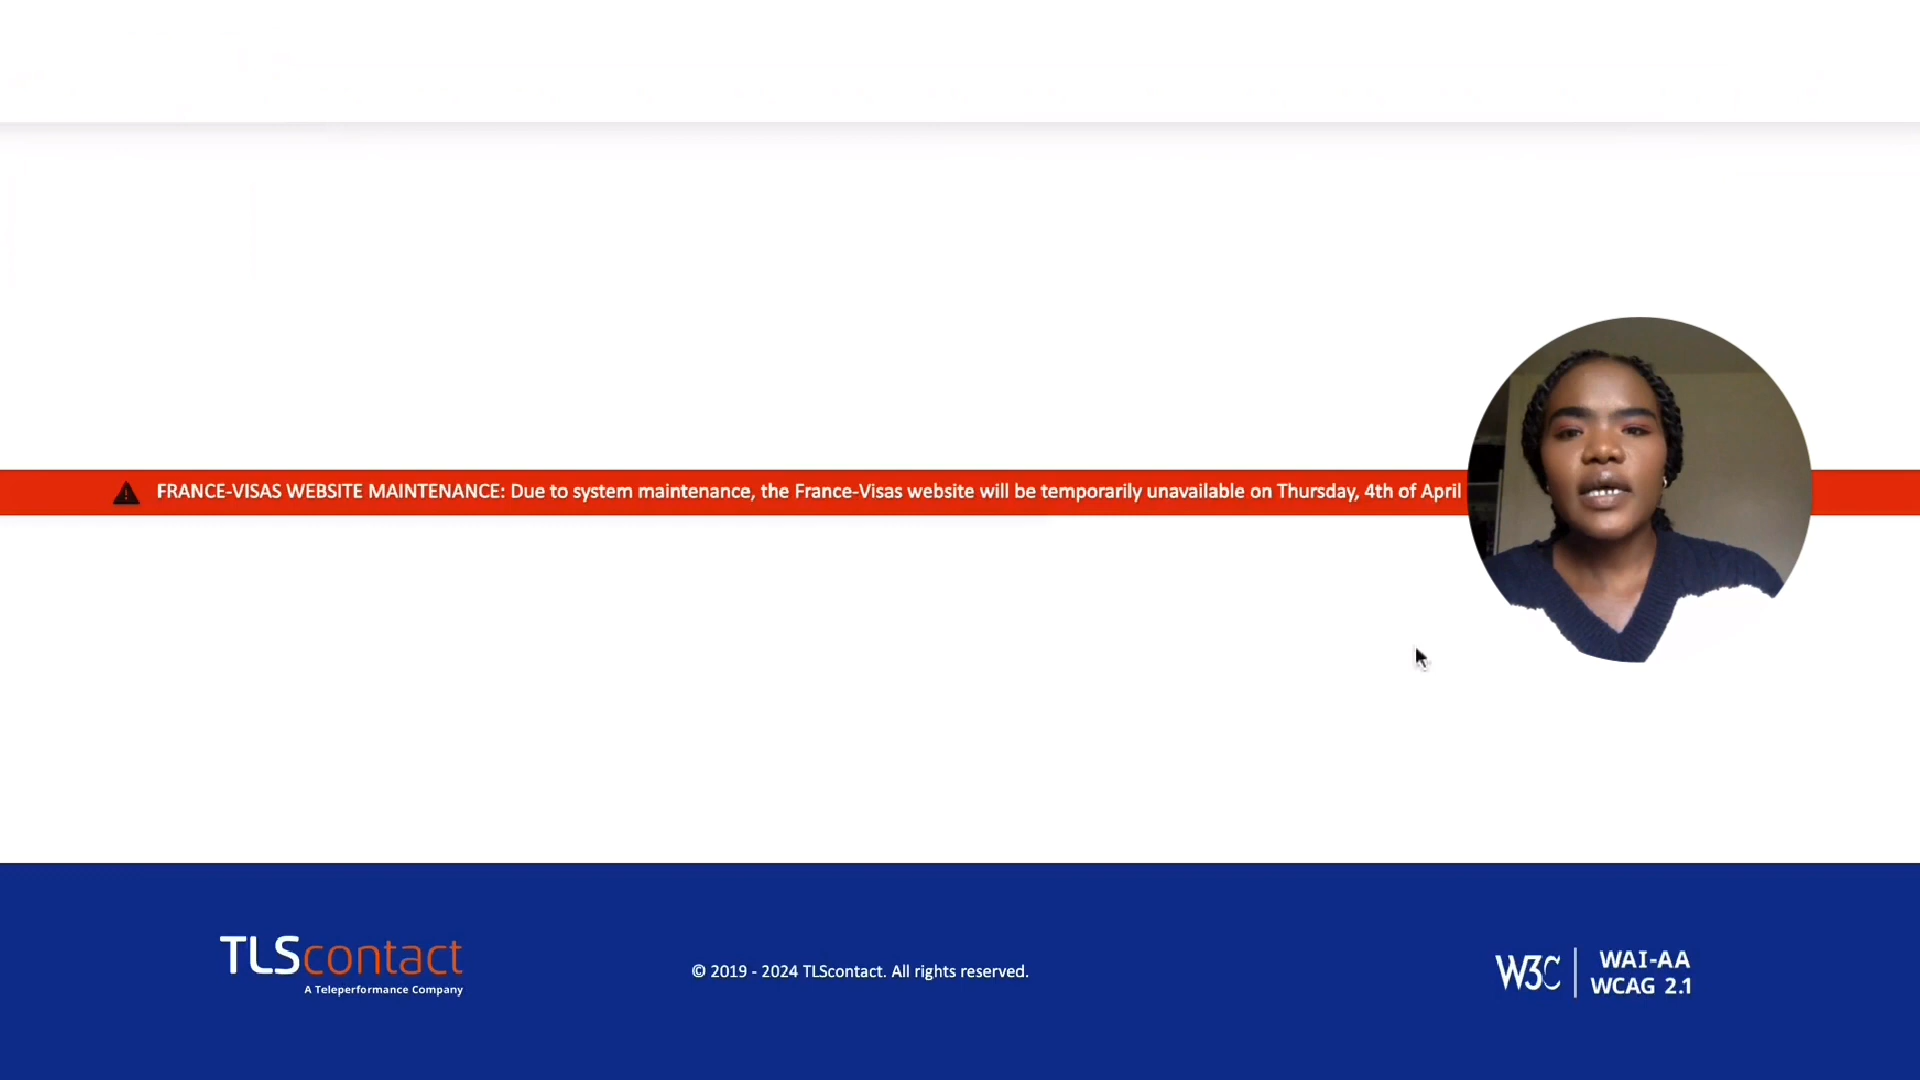 FRANCE-VISAS WEBSITE MAINTENANCE: Due to system maintenance, the France-Visas website will be temporarily unavailable on Thursday, 4th of April
TLScontact
A Teleperformance Company
© 2019 - 2024 TLScontact. All rights reserved.
W3C
WAI-AA
WCAG 2.1